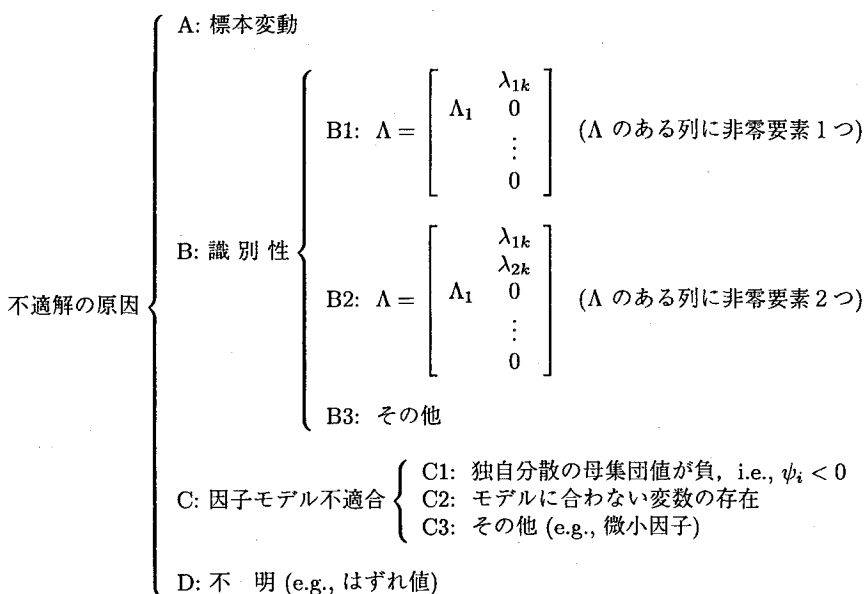 不適解の原因
A: 標本変動
B: 識 別 性
B1: Λ = [ Λ₁ λ₁ₖ 0 ⋮ 0 ] (Λ のある列に非零要素 1 つ)
B2: Λ = [ Λ₁ λ₁ₖ λ₂ₖ 0 ⋮ 0 ] (Λ のある列に非零要素 2 つ)
B3: その他
C: 因子モデル不適合
C1: 独自分散の母集団値が負, i.e., ψᵢ < 0
C2: モデルに合わない変数の存在
C3: その他 (e.g., 微小因子)
D: 不 明 (e.g., はずれ値)